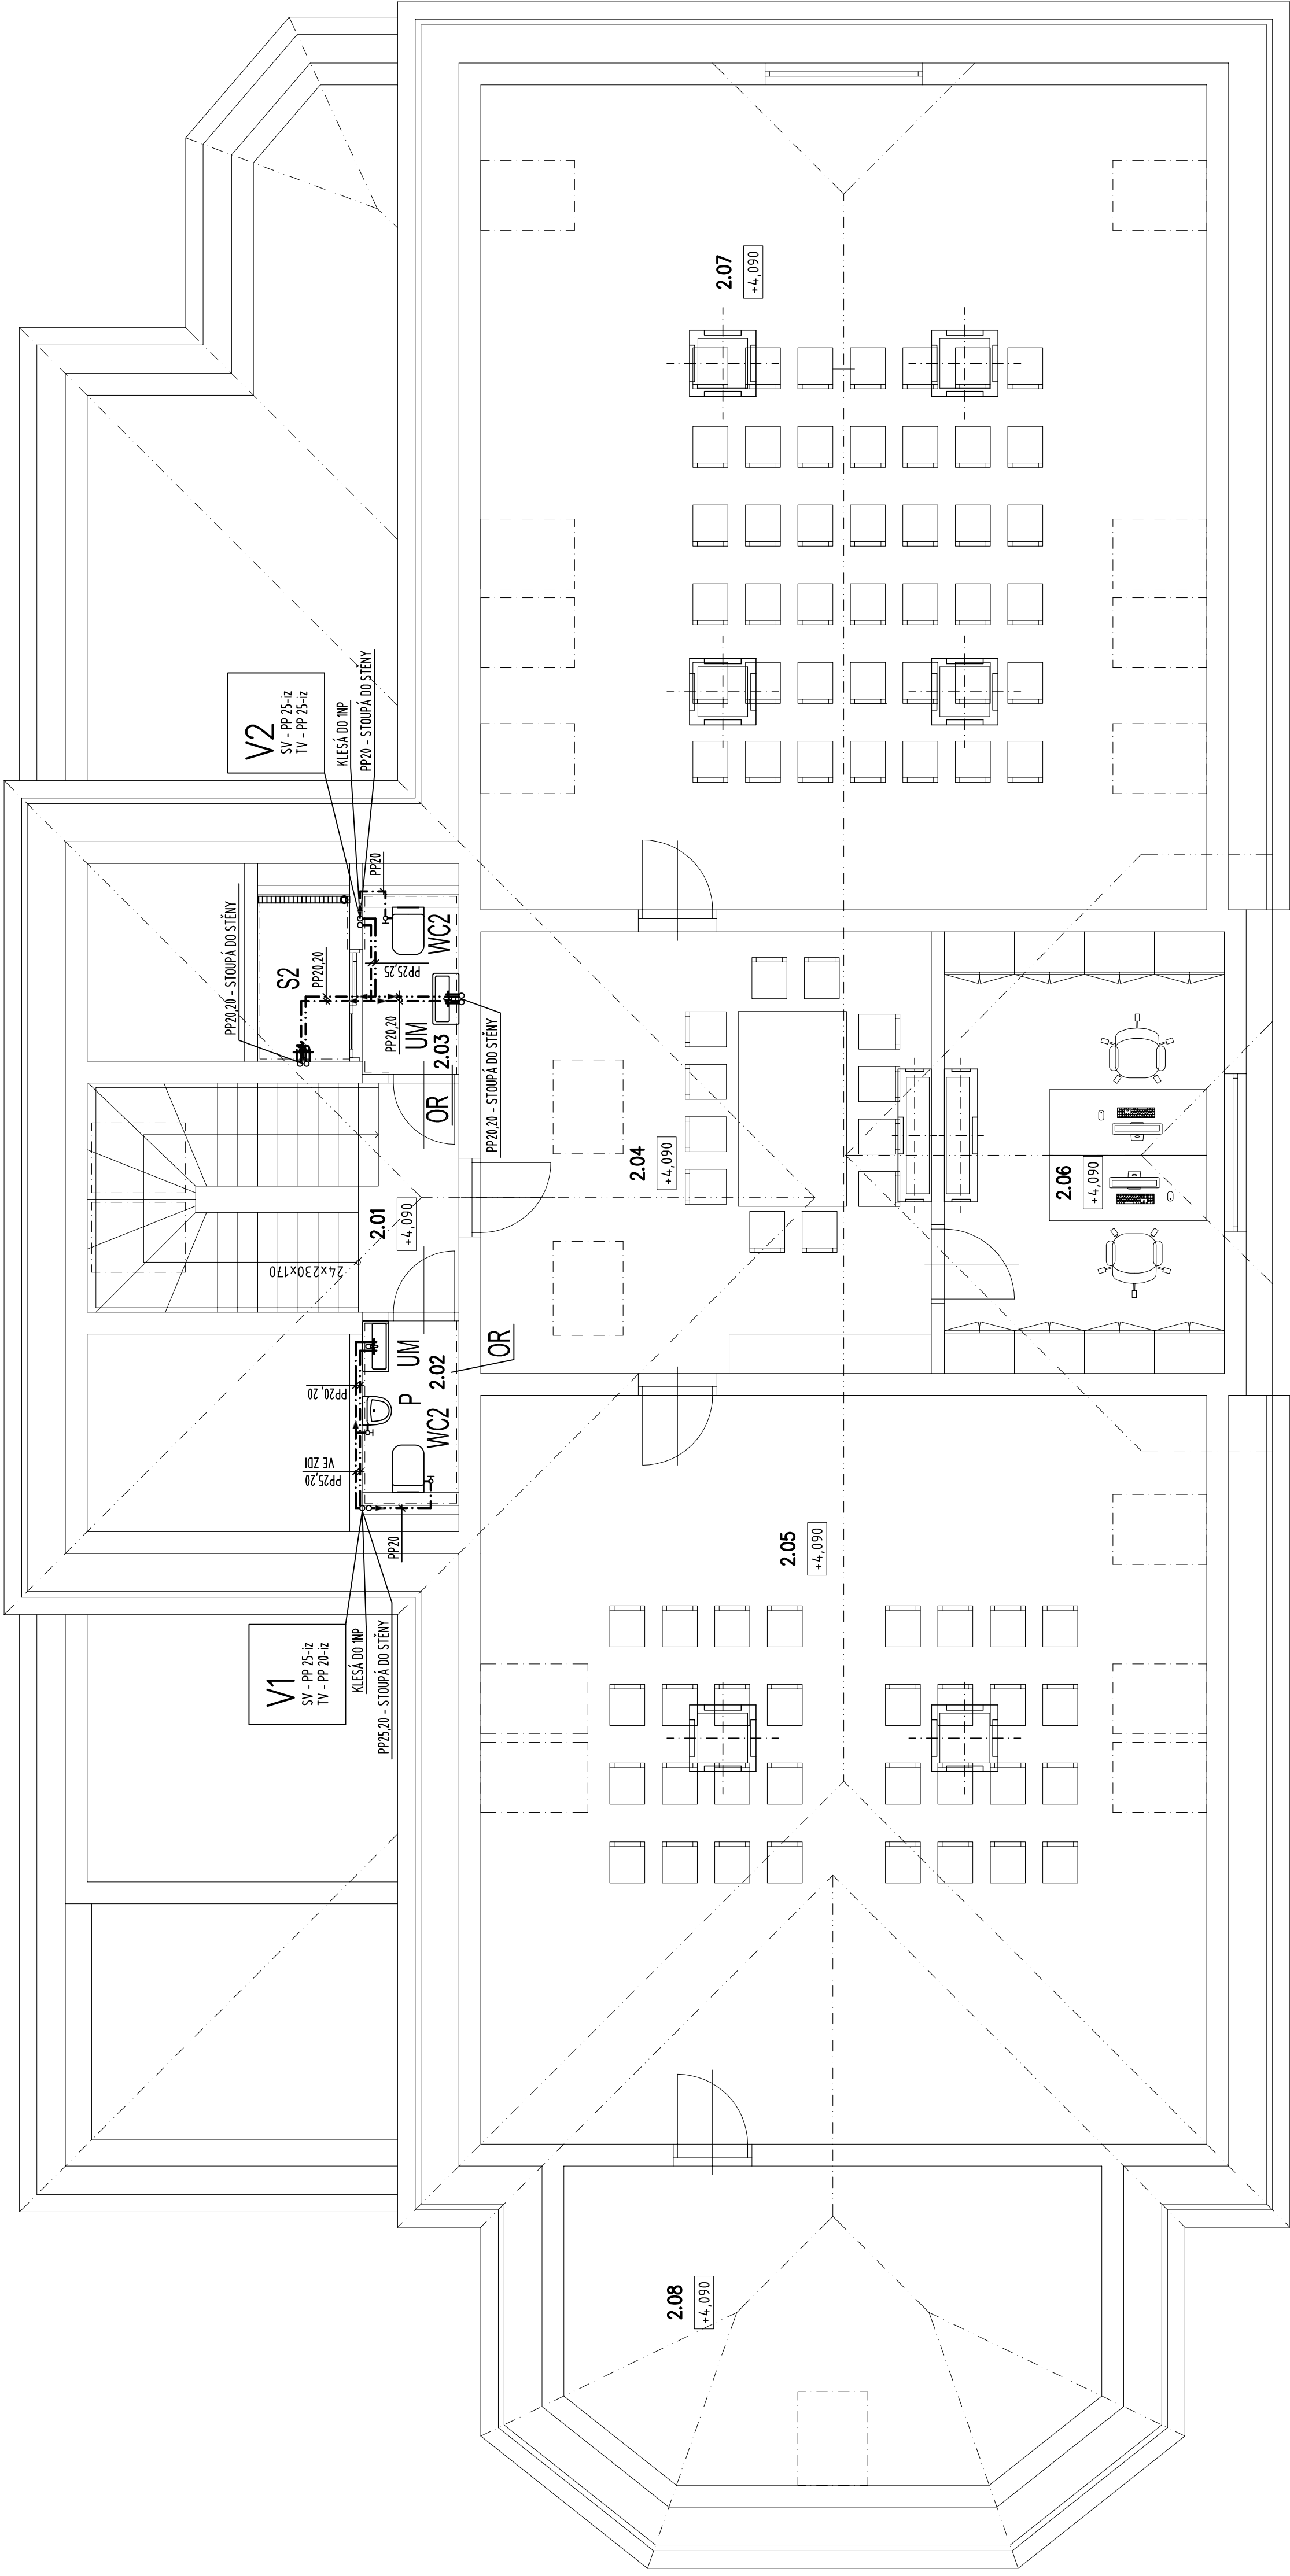 V1
SV - PP 25-iz
TV - PP 20-iz
KLESÁ DO 1NP
PP25,20 - STOUPÁ DO STĚNY
PP20
PP25,20
VE ZDI
PP20, 20
WC2
P
UM
2.02
OR
24x230x170
2.01
+4,090
PP20,20 - STOUPÁ DO STĚNY
S2
PP20,20
V2
SV - PP 25-iz
TV - PP 25-iz
KLESÁ DO 1NP
PP20 - STOUPÁ DO STĚNY
PP20
PP25,25
WC2
PP20,20
UM
2.03
OR
PP20,20 - STOUPÁ DO STĚNY
2.04
+4,090
2.07
+4,090
2.08
+4,090
2.05
+4,090
2.06
+4,090